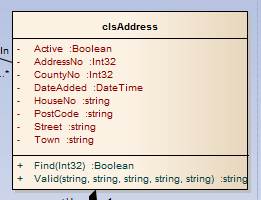 clsAddress
In
- Active :Boolean
..*
- AddressNo :Int32
- CountyNo :Int32
- DateAdded :DateTime
- HouseNo :string
- PostCode :string
- Street :string
- Town :string
+ Find(Int32) :Boolean
+ Valid(string, string, string, string, string) :string